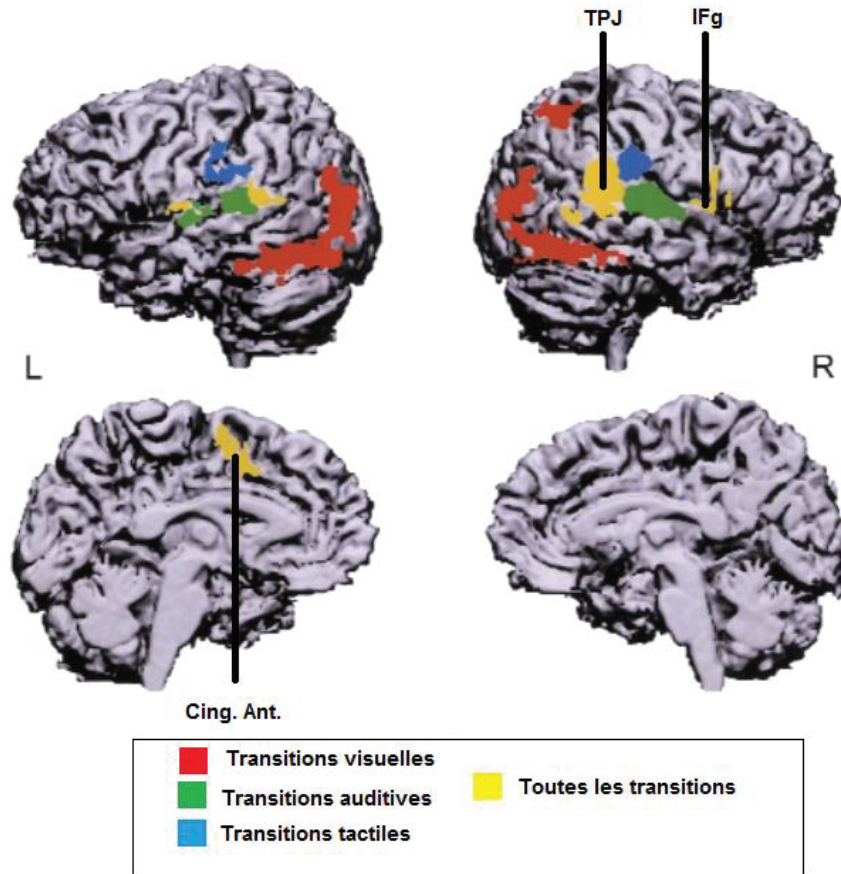 TPJ IFg
L R
Cing. Ant.
Transitions visuelles
Transitions auditives
Transitions tactiles
Toutes les transitions